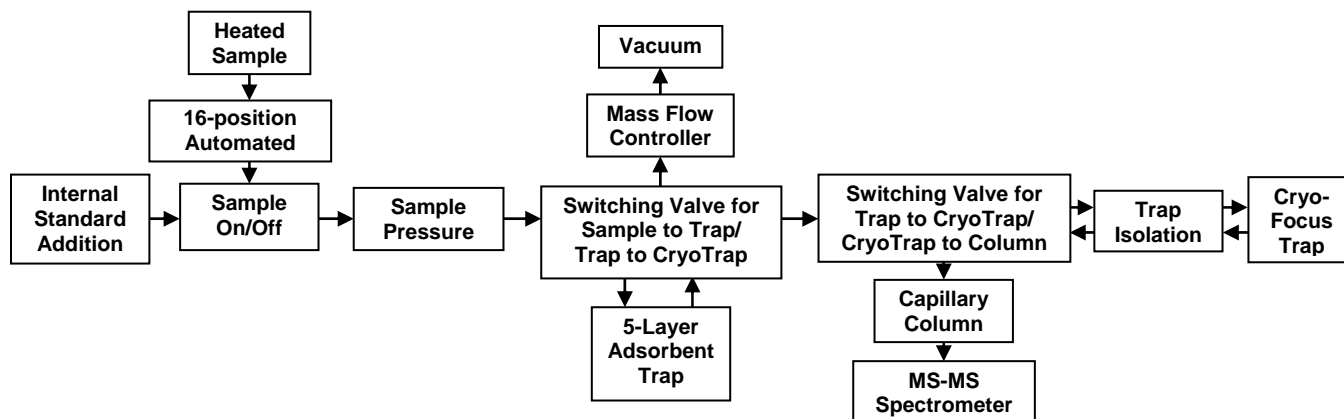 Heated
Sample
16-position
Automated
Internal
Standard
Addition
Sample
On/Off
Sample
Pressure
Vacuum
Mass Flow
Controller
Switching Valve for
Sample to Trap/
Trap to CryoTrap
5-Layer
Adsorbent
Trap
Switching Valve for
Trap to CryoTrap/
CryoTrap to Column
Capillary
Column
MS-MS
Spectrometer
Trap
Isolation
Cryo-
Focus
Trap